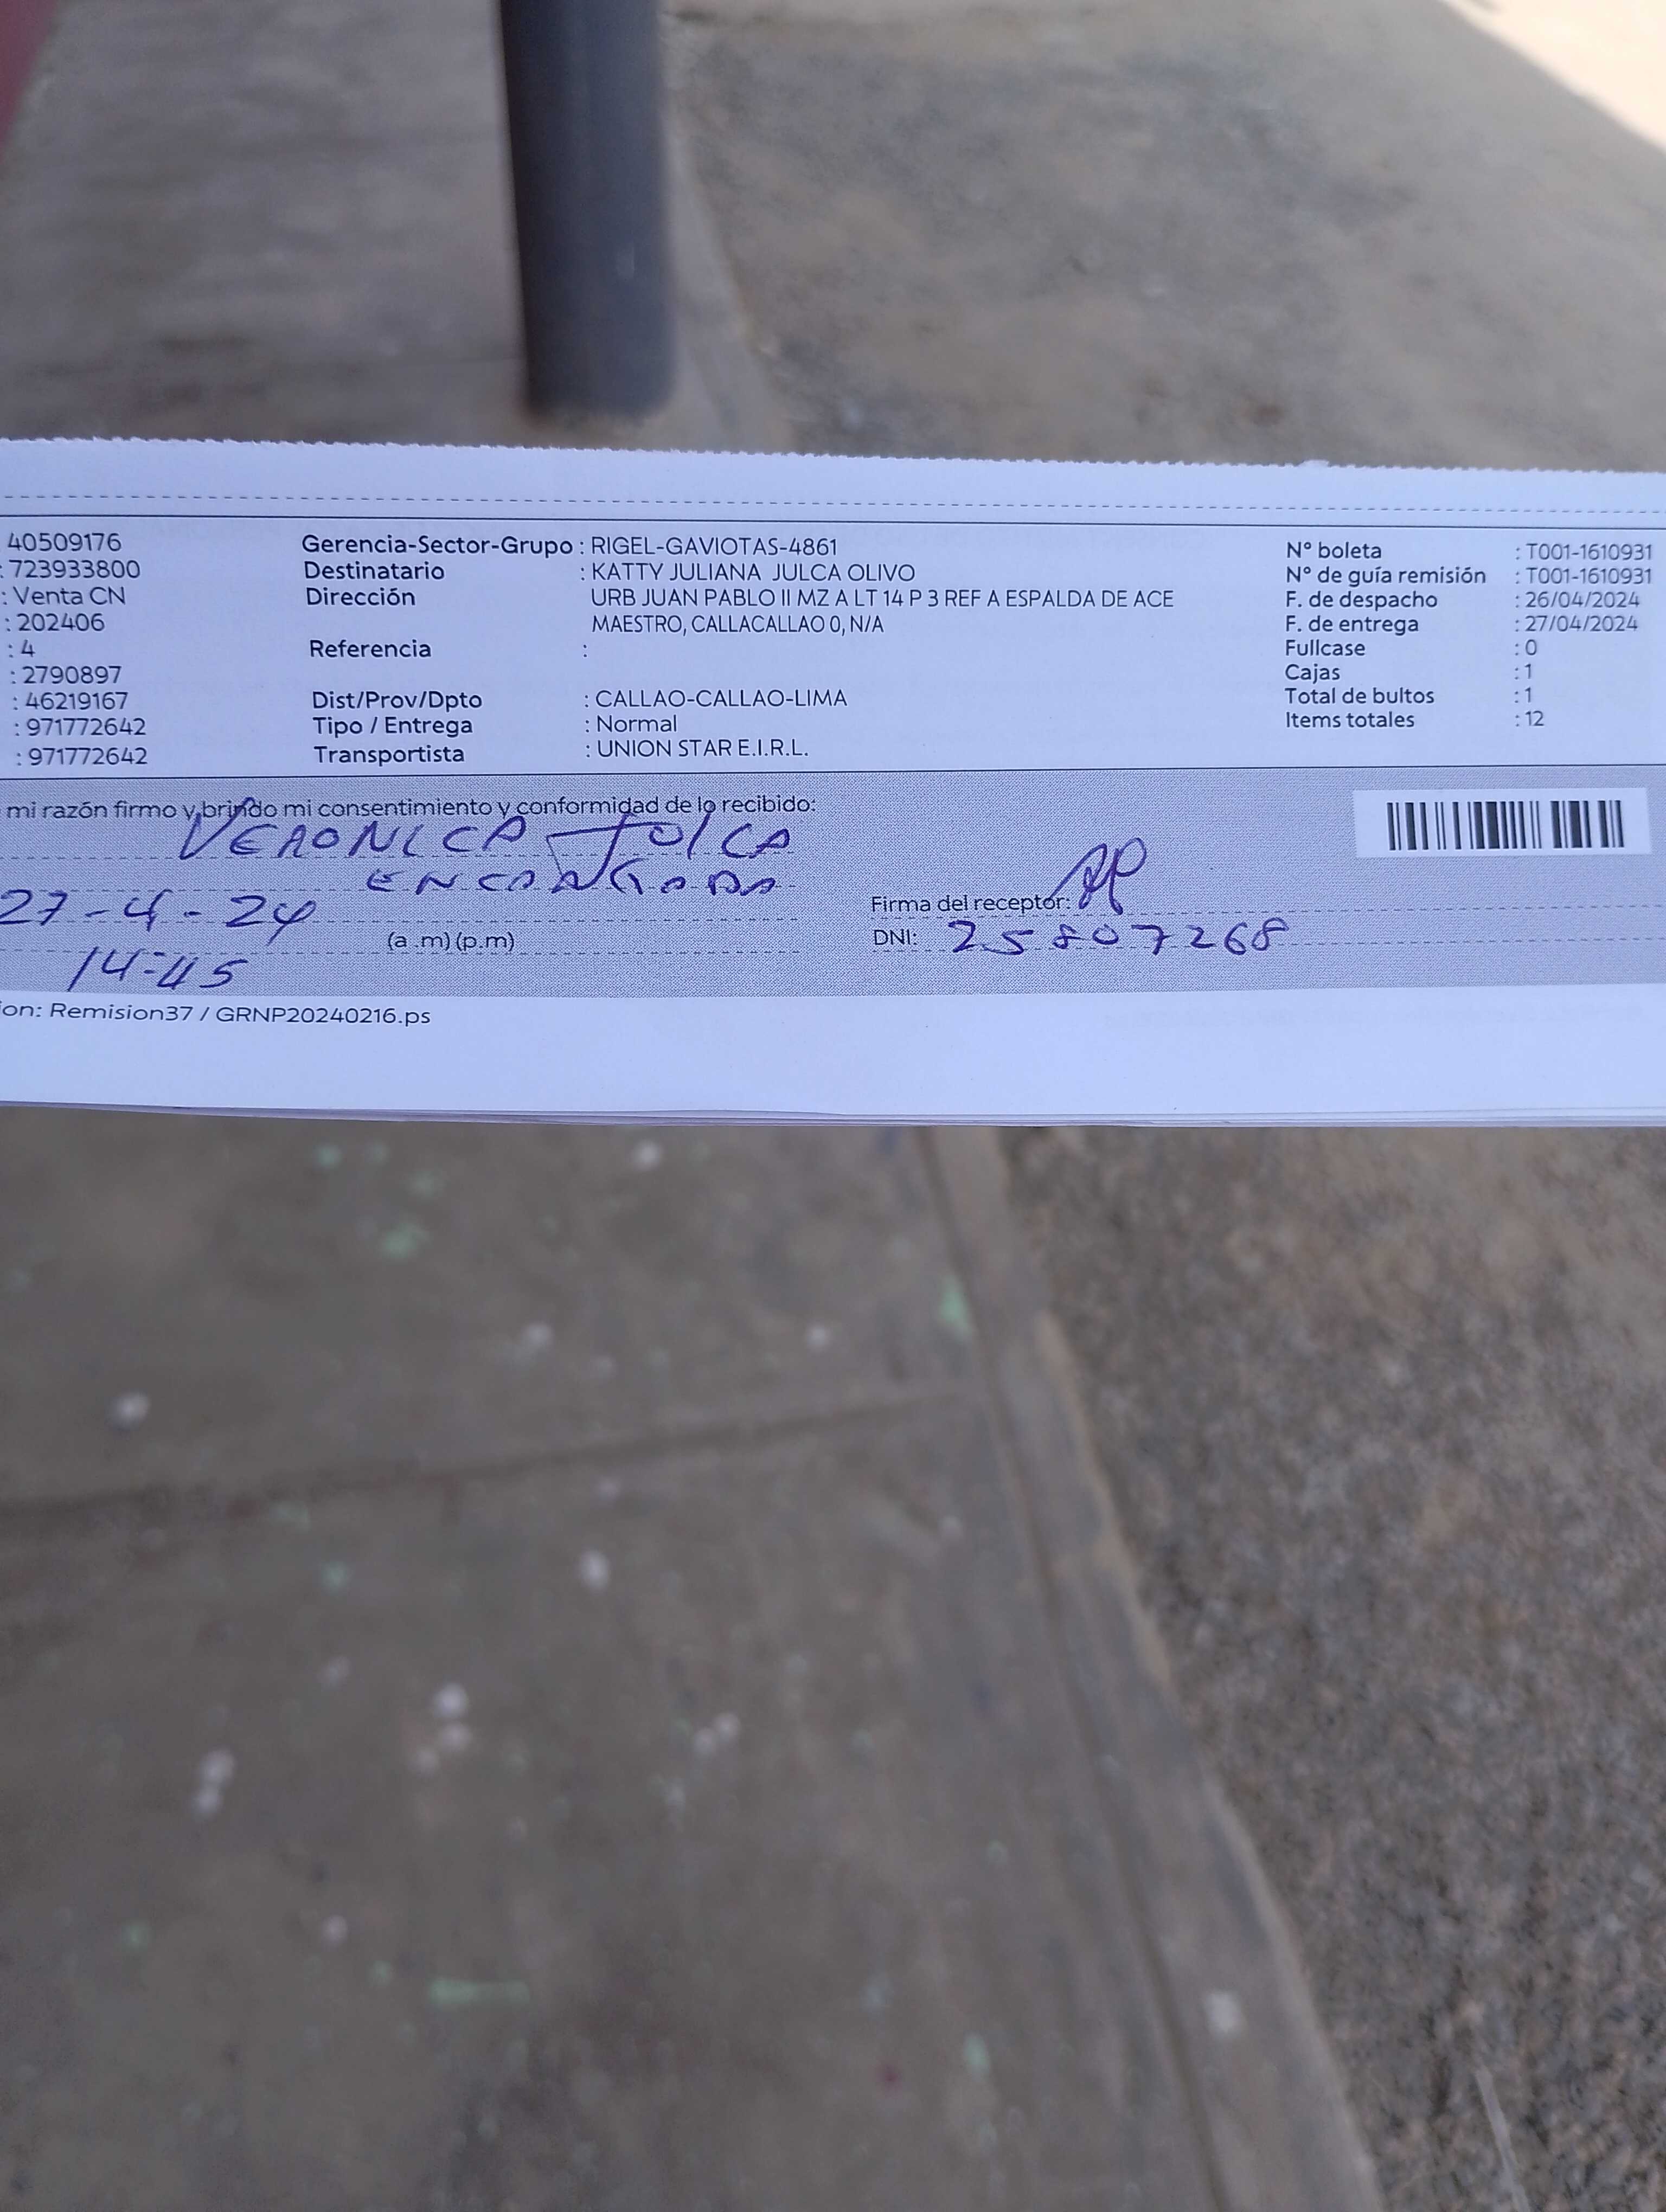 40509176
: 723933800
: Venta CN
: 202406
: 4
: 2790897
: 46219167
: 971772642
: 971772642
Gerencia-Sector-Grupo : RIGEL-GAVIOTAS-4861
Destinatario : KATTY JULIANA JULCA OLIVO
Dirección URB JUAN PABLO II MZ A LT 14 P 3 REF A ESPALDA DE ACE
MAESTRO, CALLACALLAO 0, N/A
Referencia :
Dist/Prov/Dpto : CALLAO-CALLAO-LIMA
Tipo / Entrega : Normal
Transportista : UNION STAR E.I.R.L.
N° boleta : T001-1610931
N° de guía remisión : T001-1610931
F. de despacho : 26/04/2024
F. de entrega : 27/04/2024
Fullcase : 0
Cajas : 1
Total de bultos : 1
Items totales : 12
mi razón firmo y brindo mi consentimiento y conformidad de lo recibido:
VERONICA JULCA
ENCARGADA
27-4-24
(a .m) (p.m)
14:45
Firma del receptor:
DNI: 25807268
ion: Remision37 / GRNP20240216.ps